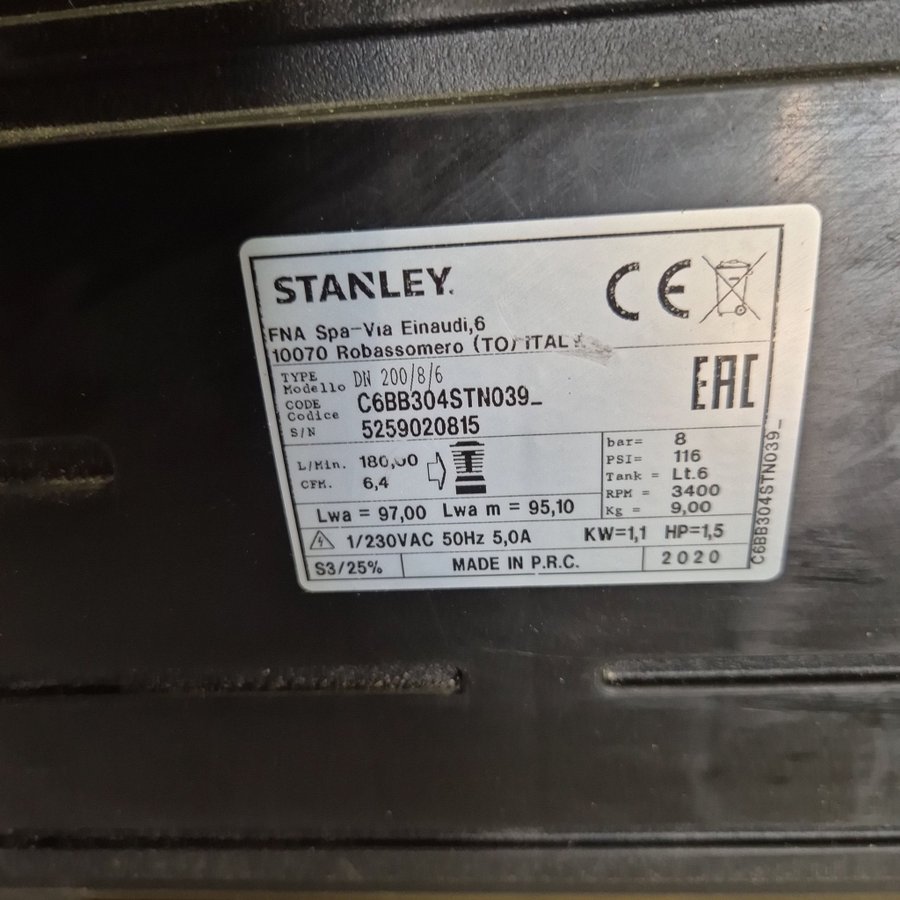 STANLEY.
CE
FNA Spa-Via Einaudi,6
10070 Robassomero (TO) ITALY
TYPE
Modello
DN 200/8/6
CODE
Codice
C6BB304STN039_
S/N 5259020815
EAC
L/Min. 180,00
CFM. 6,4
bar= 8
PSI= 116
Tank = Lt.6
RPM = 3400
Kg = 9,00
Lwa = 97,00 Lwa m = 95,10
1/230VAC 50Hz 5,0A KW=1,1 HP=1,5
S3/25% MADE IN P.R.C. 2020
C6BB304STN039_